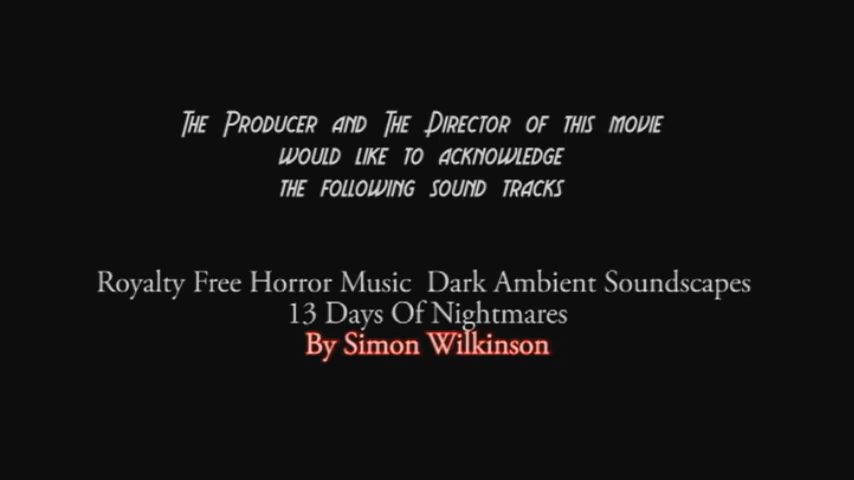 The Producer and The Director of this movie
would like to acknowledge
the following sound tracks
Royalty Free Horror Music  Dark Ambient Soundscapes
13 Days Of Nightmares
By Simon Wilkinson